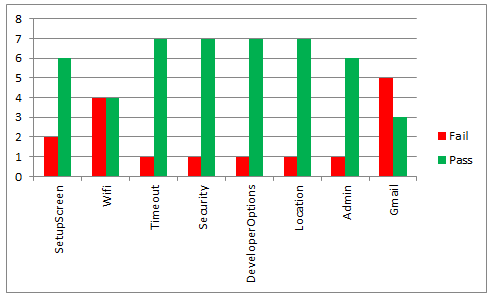 8
7
6
5
4
3
2
1
0
SetupScreen
Wifi
Timeout
Security
DeveloperOptions
Location
Admin
Gmail
Fail
Pass